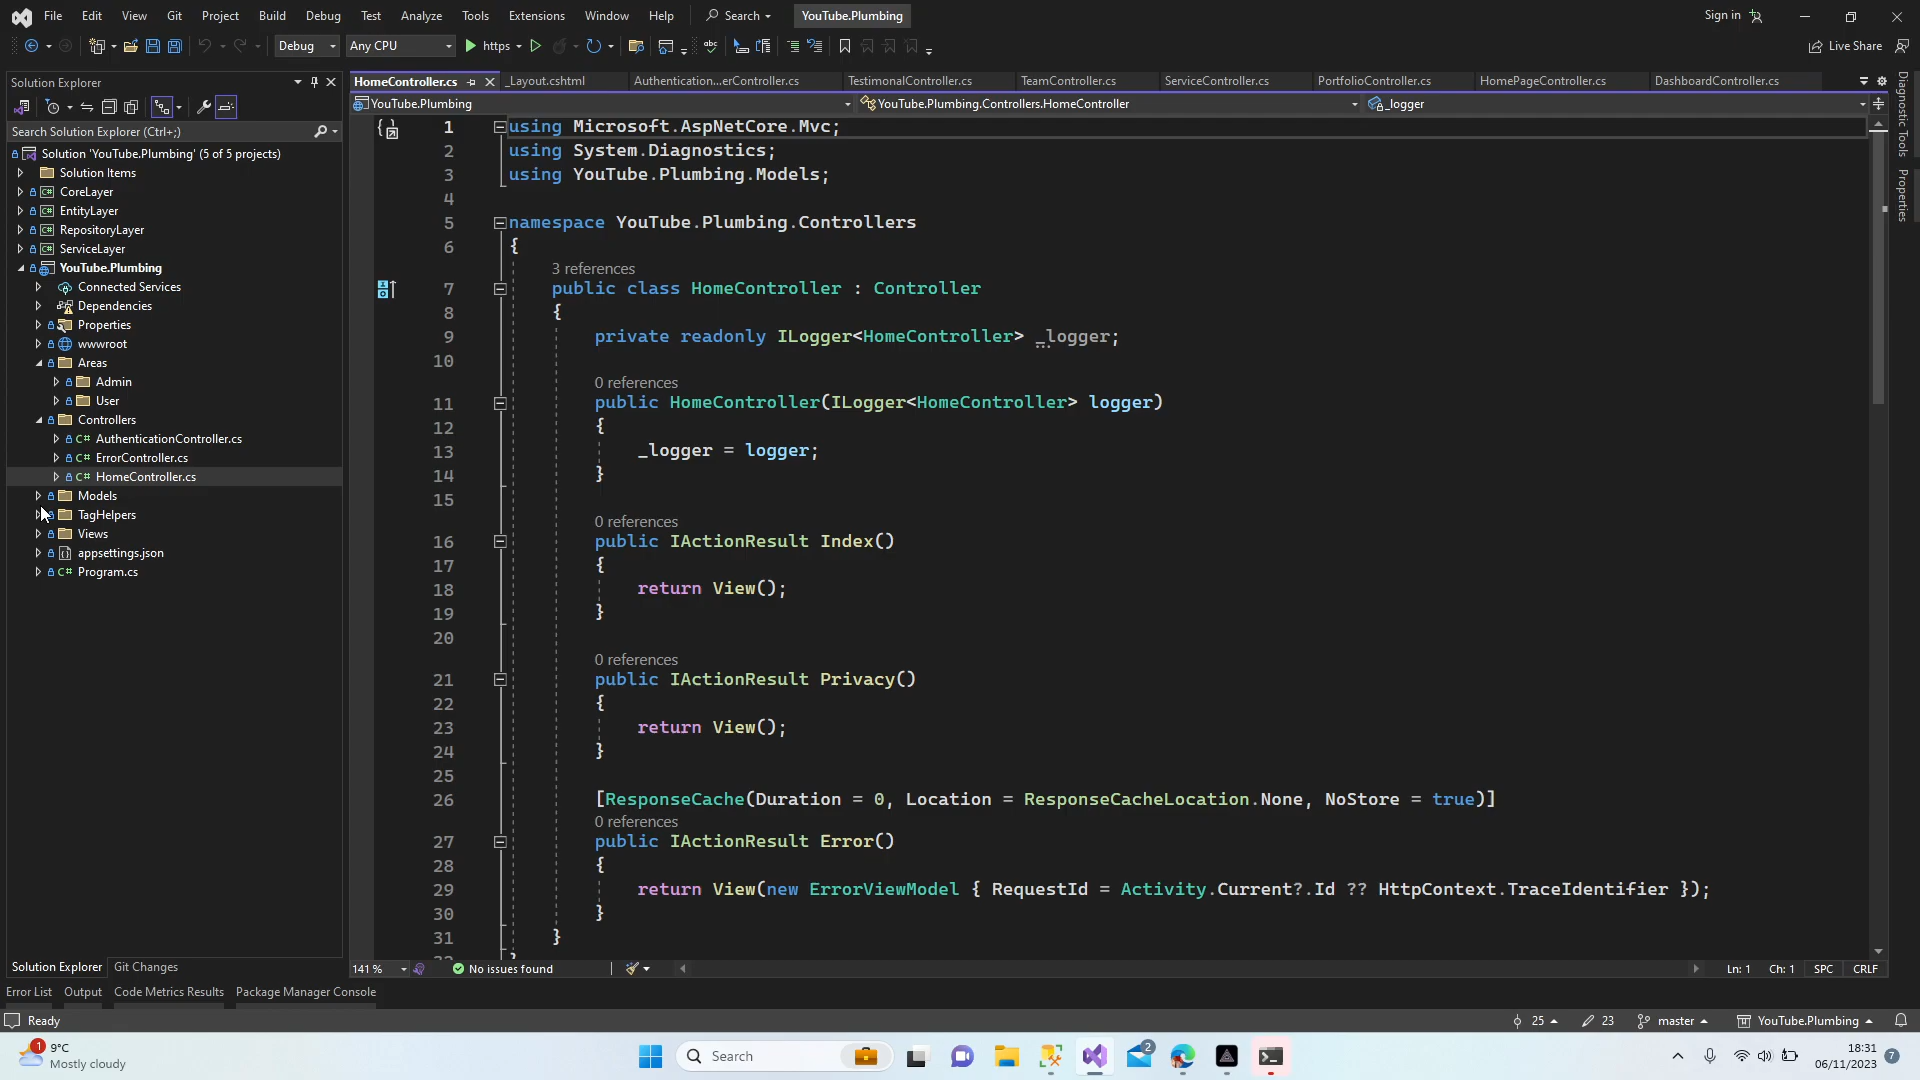 File Edit View Git Project Build Debug Test Analyze Tools Extensions Window Help Search YouTube.Plumbing Sign in
Debug Any CPU https Live Share
Solution Explorer
Search Solution Explorer (Ctrl+;)
Solution 'YouTube.Plumbing' (5 of 5 projects)
Solution Items
CoreLayer
EntityLayer
RepositoryLayer
ServiceLayer
YouTube.Plumbing
Connected Services
Dependencies
Properties
wwwroot
Areas
Admin
User
Controllers
AuthenticationController.cs
ErrorController.cs
HomeController.cs
Models
TagHelpers
Views
appsettings.json
Program.cs
Solution Explorer Git Changes
HomeController.cs _Layout.cshtml Authentication...erController.cs TestimonalController.cs TeamController.cs ServiceController.cs PortfolioController.cs HomePageController.cs DashboardController.cs
YouTube.Plumbing YouTube.Plumbing.Controllers.HomeController _logger
1 using Microsoft.AspNetCore.Mvc;
2 using System.Diagnostics;
3 using YouTube.Plumbing.Models;
4
5 namespace YouTube.Plumbing.Controllers
6 {
3 references
7 public class HomeController : Controller
8 {
9 private readonly ILogger<HomeController> _logger;
10
0 references
11 public HomeController(ILogger<HomeController> logger)
12 {
13 _logger = logger;
14 }
15
0 references
16 public IActionResult Index()
17 {
18 return View();
19 }
20
0 references
21 public IActionResult Privacy()
22 {
23 return View();
24 }
25
26 [ResponseCache(Duration = 0, Location = ResponseCacheLocation.None, NoStore = true)]
0 references
27 public IActionResult Error()
28 {
29 return View(new ErrorViewModel { RequestId = Activity.Current?.Id ?? HttpContext.TraceIdentifier });
30 }
31 }
141 % No issues found Ln: 1 Ch: 1 SPC CRLF
Diagnostic Tools
Properties
Error List Output Code Metrics Results Package Manager Console
Ready 25 23 master YouTube.Plumbing
1 9°C
Mostly cloudy
Search
2
18:31
06/11/2023
7